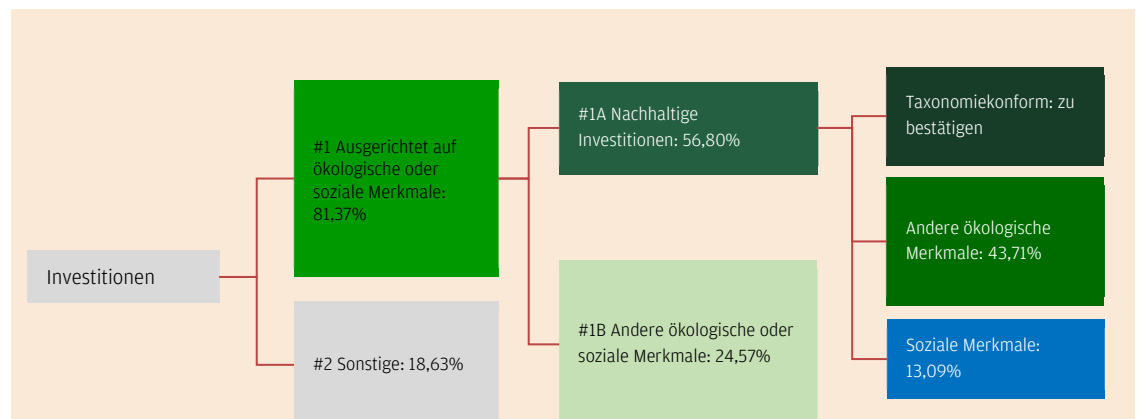 Investitionen
#1 Ausgerichtet auf
ökologische oder
soziale Merkmale:
81,37%
#2 Sonstige: 18,63%
#1A Nachhaltige
Investitionen: 56,80%
#1B Andere ökologische oder
soziale Merkmale: 24,57%
Taxonomiekonform: zu
bestätigen
Andere ökologische
Merkmale: 43,71%
Soziale Merkmale:
13,09%